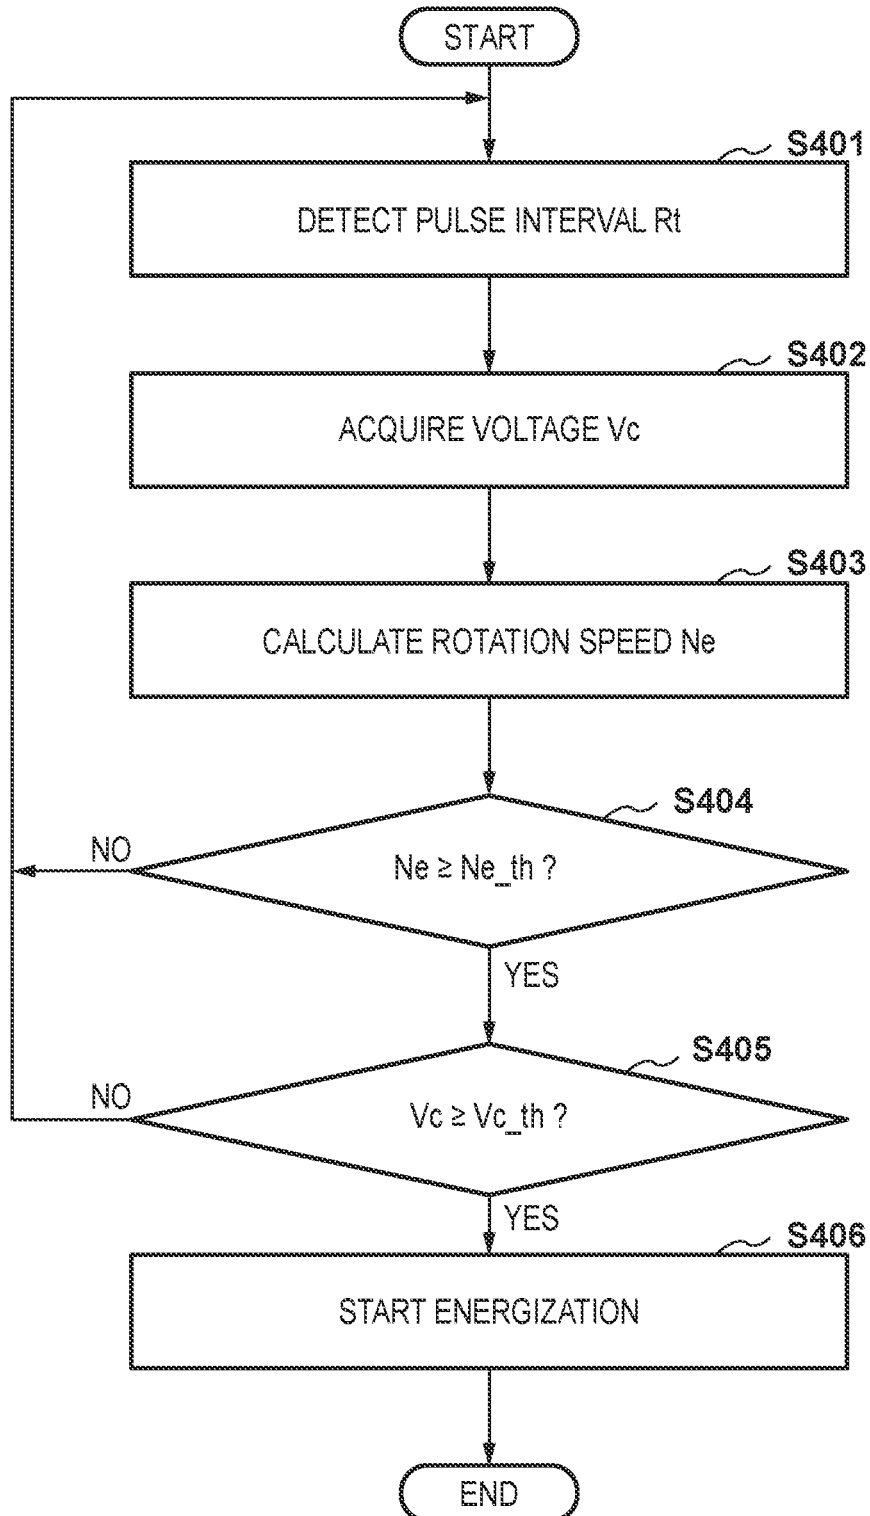 START
S401
DETECT PULSE INTERVAL Rt
S402
ACQUIRE VOLTAGE Vc
S403
CALCULATE ROTATION SPEED Ne
S404
NO
Ne ≥ Ne_th ?
YES
S405
NO
Vc ≥ Vc_th ?
YES
S406
START ENERGIZATION
END